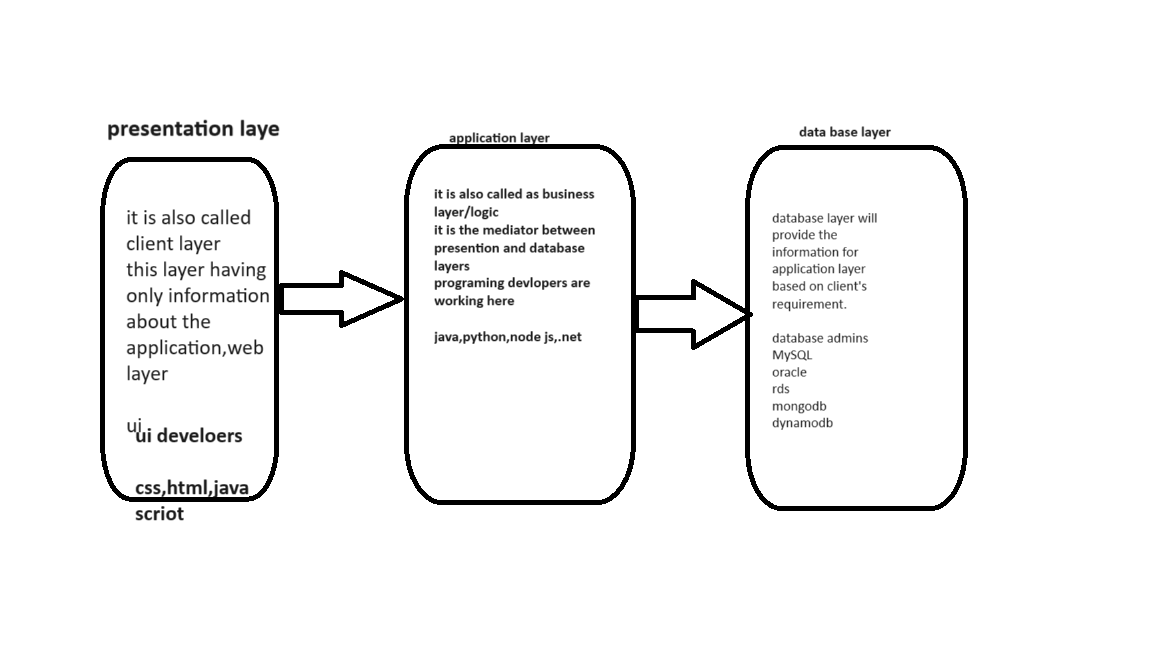 presentation laye
it is also called
client layer
this layer having
only information
about the
application,web
layer
ui
ui develoers
css,html,java
scriot
application layer
it is also called as business
layer/logic
it is the mediator between
presention and database
layers
programing devlopers are
working here
java,python,node js,.net
data base layer
database layer will
provide the
information for
application layer
based on client's
requirement.
database admins
MySQL
oracle
rds
mongodb
dynamodb